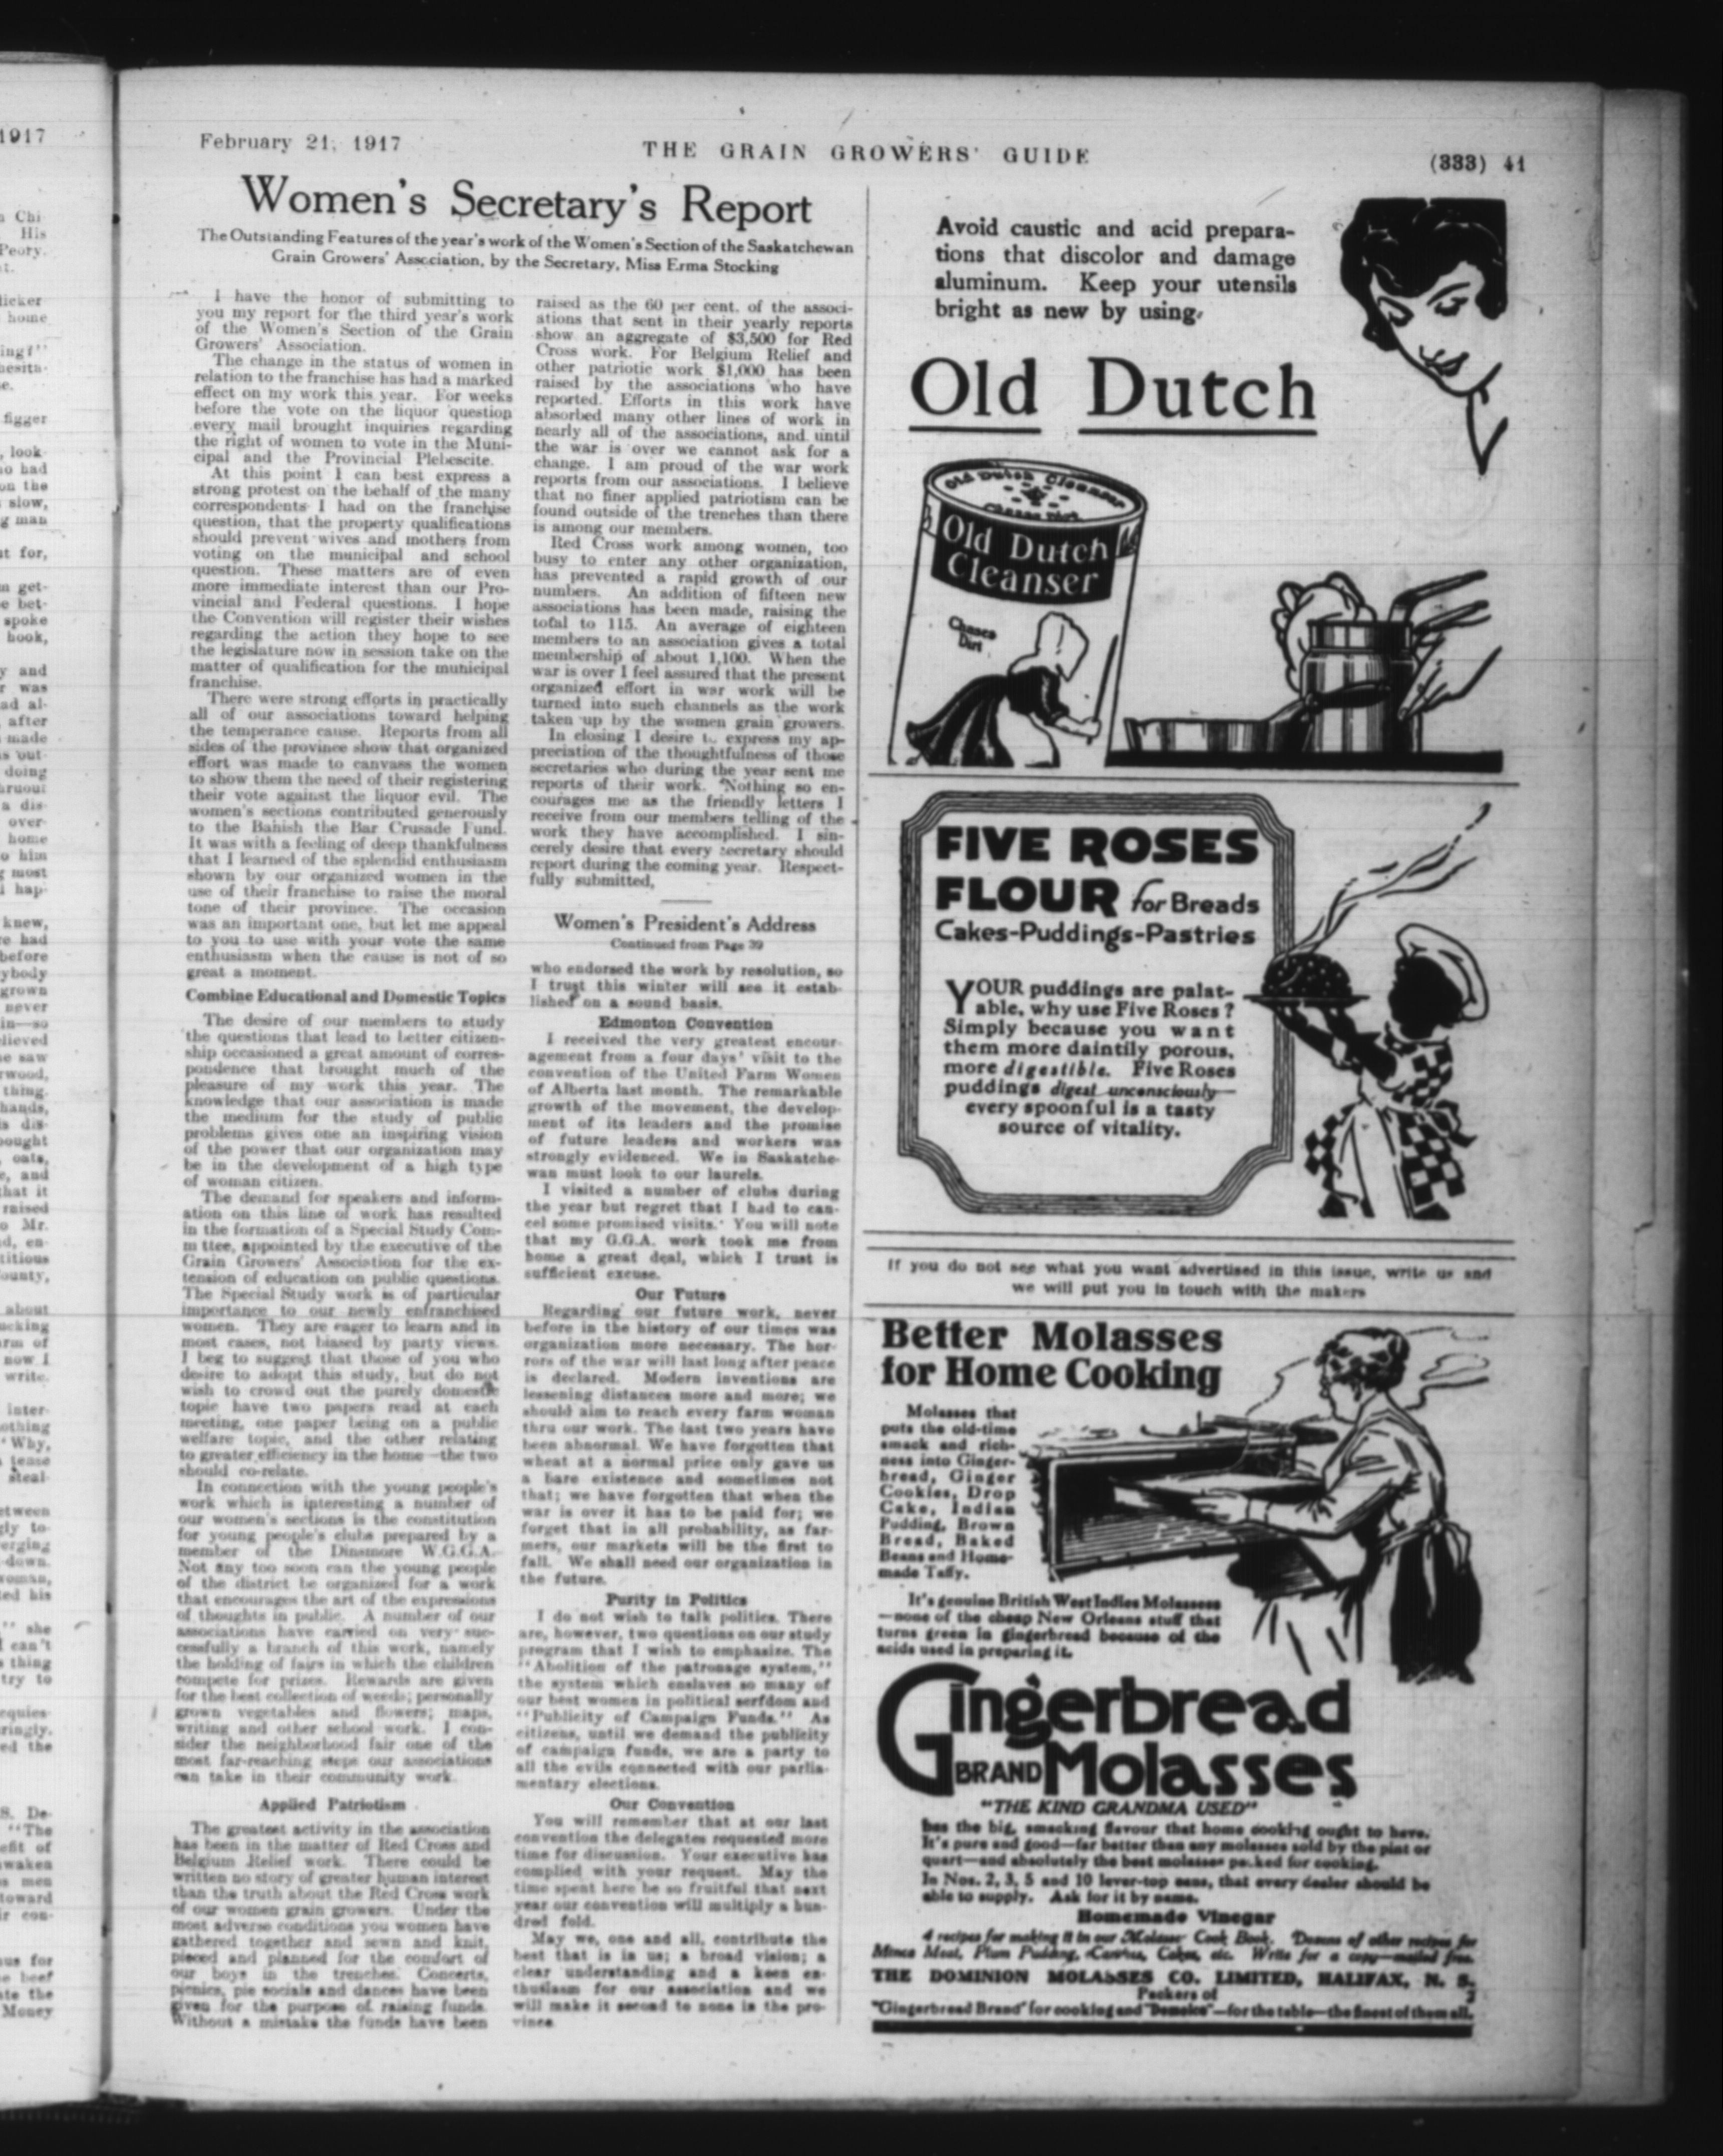 February 21, 1917
THE GRAIN GROWERS' GUIDE
(333) 41
Women's Secretary's Report
The Outstanding Features of the year's work of the Women's Section of the Saskatchewan
Grain Growers' Association, by the Secretary, Miss Erma Stocking
I have the honor of submitting to
you my report for the third year's work
of the Women's Section of the Grain
Growers' Association.
The change in the status of women in
relation to the franchise has had a marked
effect on my work this year. For weeks
before the vote on the liquor question
every mail brought inquiries regarding
the right of women to vote in the Muni-
cipal and the Provincial Plebescite.
At this point I can best express a
strong protest on the behalf of the many
correspondents I had on the franchise
question, that the property qualifications
should prevent wives and mothers from
voting on the municipal and school
question. These matters are of even
more immediate interest than our Pro-
vincial and Federal questions. I hope
the Convention will register their wishes
regarding the action they hope to see
the legislature now in session take on the
matter of qualification for the municipal
franchise.
There were strong efforts in practically
all of our associations toward helping
the temperance cause. Reports from all
sides of the province show that organized
effort was made to canvass the women
to show them the need of their registering
their vote against the liquor evil. The
women's sections contributed generously
to the Bahish the Bar Crusade Fund.
It was with a feeling of deep thankfulness
that I learned of the splendid enthusiasm
shown by our organized women in the
use of their franchise to raise the moral
tone of their province. The occasion
was an important one, but let me appeal
to you to use with your vote the same
enthusiasm when the cause is not of so
great a moment.
Combine Educational and Domestic Topics
The desire of our members to study
the questions that lead to better citizen-
ship occasioned a great amount of corres-
pondence that brought much of the
pleasure of my work this year. The
knowledge that our association is made
the medium for the study of public
problems gives one an inspiring vision
of the power that our organization may
be in the development of a high type
of woman citizen.
The demand for speakers and inform-
ation on this line of work has resulted
in the formation of a Special Study Com-
m ttee, appointed by the executive of the
Grain Growers' Association for the ex-
tension of education on public questions.
The Special Study work is of particular
importance to our newly enfranchised
women. They are eager to learn and in
most cases, not biased by party views.
I beg to suggest that those of you who
desire to adopt this study, but do not
wish to crowd out the purely domestic
topic have two papers read at each
meeting, one paper being on a public
welfare topic, and the other relating
to greater efficiency in the home—the two
should co-relate.
In connection with the young people's
work which is interesting a number of
our women's sections is the constitution
for young people's clubs prepared by a
member of the Dinsmore W.G.G.A.
Not any too soon can the young people
of the district be organized for a work
that encourages the art of the expressions
of thoughts in public. A number of our
associations have carried on very suc-
cessfully a branch of this work, namely
the holding of fairs in which the children
compete for prizes. Rewards are given
for the best collection of weeds; personally
grown vegetables and flowers; maps,
writing and other school work. I con-
sider the neighborhood fair one of the
most far-reaching steps our associations
can take in their community work.
Applied Patriotism
The greatest activity in the association
has been in the matter of Red Cross and
Belgium Relief work. There could be
written no story of greater human interest
than the truth about the Red Cross work
of our women grain growers. Under the
most adverse conditions you women have
gathered together and sewn and knit,
pieced and planned for the comfort of
our boys in the trenches. Concerts,
picnics, pie socials and dances have been
given for the purpose of raising funds.
Without a mistake the funds have been
raised as the 60 per cent. of the associ-
ations that sent in their yearly reports
show an aggregate of $3,500 for Red
Cross work. For Belgium Relief and
other patriotic work $1,000 has been
raised by the associations who have
reported. Efforts in this work have
absorbed many other lines of work in
nearly all of the associations, and until
the war is over we cannot ask for a
change. I am proud of the war work
reports from our associations. I believe
that no finer applied patriotism can be
found outside of the trenches than there
is among our members.
Red Cross work among women, too
busy to enter any other organization,
has prevented a rapid growth of our
numbers. An addition of fifteen new
associations has been made, raising the
total to 115. An average of eighteen
members to an association gives a total
membership of about 1,100. When the
war is over I feel assured that the present
organized effort in war work will be
turned into such channels as the work
taken up by the women grain growers.
In closing I desire t. express my ap-
preciation of the thoughtfulness of those
secretaries who during the year sent me
reports of their work. Nothing so en-
courages me as the friendly letters I
receive from our members telling of the
work they have accomplished. I sin-
cerely desire that every secretary should
report during the coming year. Respect-
fully submitted,
Women's President's Address
Continued from Page 39
who endorsed the work by resolution, so
I trust this winter will see it estab-
lished on a sound basis.
Edmonton Convention
I received the very greatest encour-
agement from a four days' visit to the
convention of the United Farm Women
of Alberta last month. The remarkable
growth of the movement, the develop-
ment of its leaders and the promise
of future leaders and workers was
strongly evidenced. We in Saskatche-
wan must look to our laurels.
I visited a number of clubs during
the year but regret that I had to can-
cel some promised visits. You will note
that my G.G.A. work took me from
home a great deal, which I trust is
sufficient excuse.
Our Future
Regarding our future work, never
before in the history of our times was
organization more necessary. The hor-
rors of the war will last long after peace
is declared. Modern inventions are
lessening distances more and more; we
should aim to reach every farm woman
thru our work. The last two years have
been abnormal. We have forgotten that
wheat at a normal price only gave us
a bare existence and sometimes not
that; we have forgotten that when the
war is over it has to be paid for; we
forget that in all probability, as far-
mers, our markets will be the first to
fall. We shall need our organization in
the future.
Purity in Politics
I do not wish to talk politics. There
are, however, two questions on our study
program that I wish to emphasize. The
"Abolition of the patronage system,"
the system which enslaves so many of
our best women in political serfdom and
"Publicity of Campaign Funds." As
citizens, until we demand the publicity
of campaign funds, we are a party to
all the evils connected with our parlia-
mentary elections.
Our Convention
You will remember that at our last
convention the delegates requested more
time for discussion. Your executive has
complied with your request. May the
time spent here be so fruitful that next
year our convention will multiply a hun-
dred fold.
May we, one and all, contribute the
best that is in us; a broad vision; a
clear understanding and a keen en-
thusiasm for our association and we
will make it second to none in the pro-
vince.
Avoid caustic and acid prepara-
tions that discolor and damage
aluminum. Keep your utensils
bright as new by using
Old Dutch
Old Dutch Cleanser
Chases Dirt
Old Dutch
Cleanser
Chases
Dirt
FIVE ROSES
FLOUR for Breads
Cakes-Puddings-Pastries
YOUR puddings are palat-
able, why use Five Roses?
Simply because you want
them more daintily porous,
more digestible. Five Roses
puddings digest unconsciously—
every spoonful is a tasty
source of vitality.
If you do not see what you want advertised in this issue, write us and
we will put you in touch with the makers
Better Molasses
for Home Cooking
Molasses that
puts the old-time
smack and rich-
ness into Ginger-
bread, Ginger
Cookies, Drop
Cake, Indian
Pudding, Brown
Bread, Baked
Beans and Home-
made Taffy.
It's genuine British West Indies Molasses
—none of the cheap New Orleans stuff that
turns green in gingerbread because of the
acids used in preparing it.
Gingerbread
BRAND Molasses
"THE KIND GRANDMA USED"
has the big, smacking flavour that home cooking ought to have.
It's pure and good—far better than any molasses sold by the pint or
quart—and absolutely the best molasses packed for cooking.
In Nos. 2, 3, 5 and 10 lever-top cans, that every dealer should be
able to supply. Ask for it by name.
Homemade Vinegar
4 recipes for making it in our Molasses Cook Book. Dozens of other recipes for
Mince Meat, Plum Pudding, Candies, Cakes, etc. Write for a copy—mailed free.
THE DOMINION MOLASSES CO. LIMITED, HALIFAX, N. S.
Packers of
2
"Gingerbread Brand" for cooking and "Domolco"—for the table—the finest of them all.